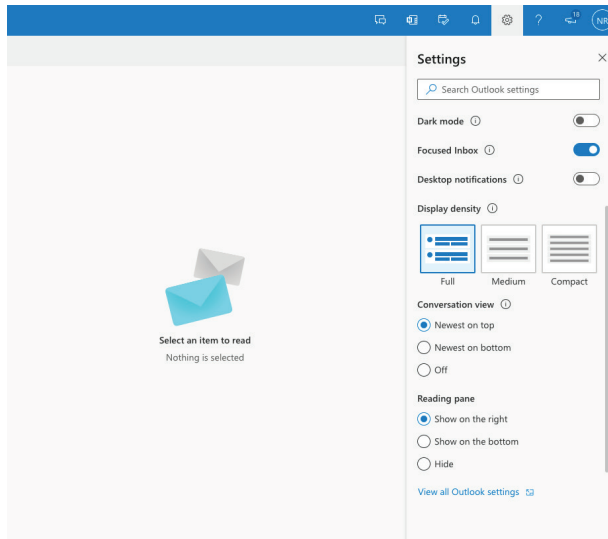 18
NR
Settings
Search Outlook settings
Dark mode
Focused Inbox
Desktop notifications
Display density
Full Medium Compact
Conversation view
Newest on top
Newest on bottom
Off
Reading pane
Show on the right
Show on the bottom
Hide
View all Outlook settings
Select an item to read
Nothing is selected